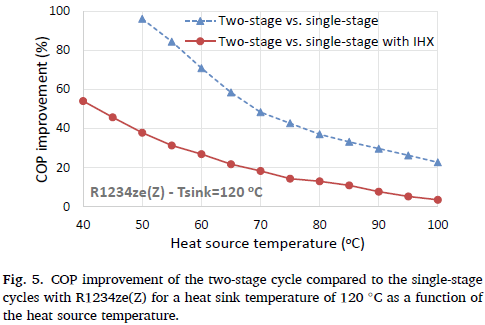 100
80
60
40
20
0
COP improvement (%)
Two-stage vs. single-stage
Two-stage vs. single-stage with IHX
R1234ze(Z) - Tsink=120 ºC
40 50 60 70 80 90 100
Heat source temperature (ºC)
Fig. 5. COP improvement of the two-stage cycle compared to the single-stage
cycles with R1234ze(Z) for a heat sink temperature of 120 °C as a function of
the heat source temperature.